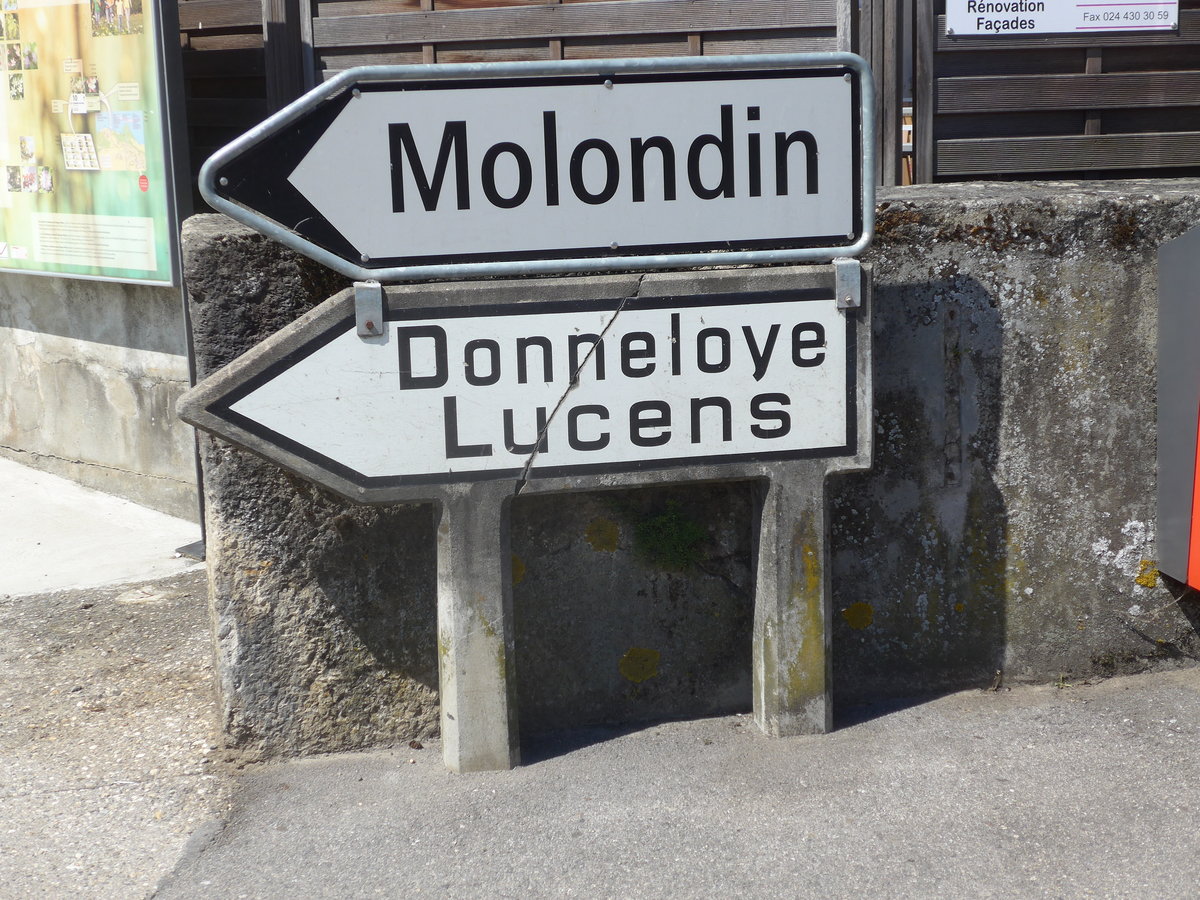 Rénovation
Façades
Fax 024 430 30 59
Molondin
Donneloye
Lucens